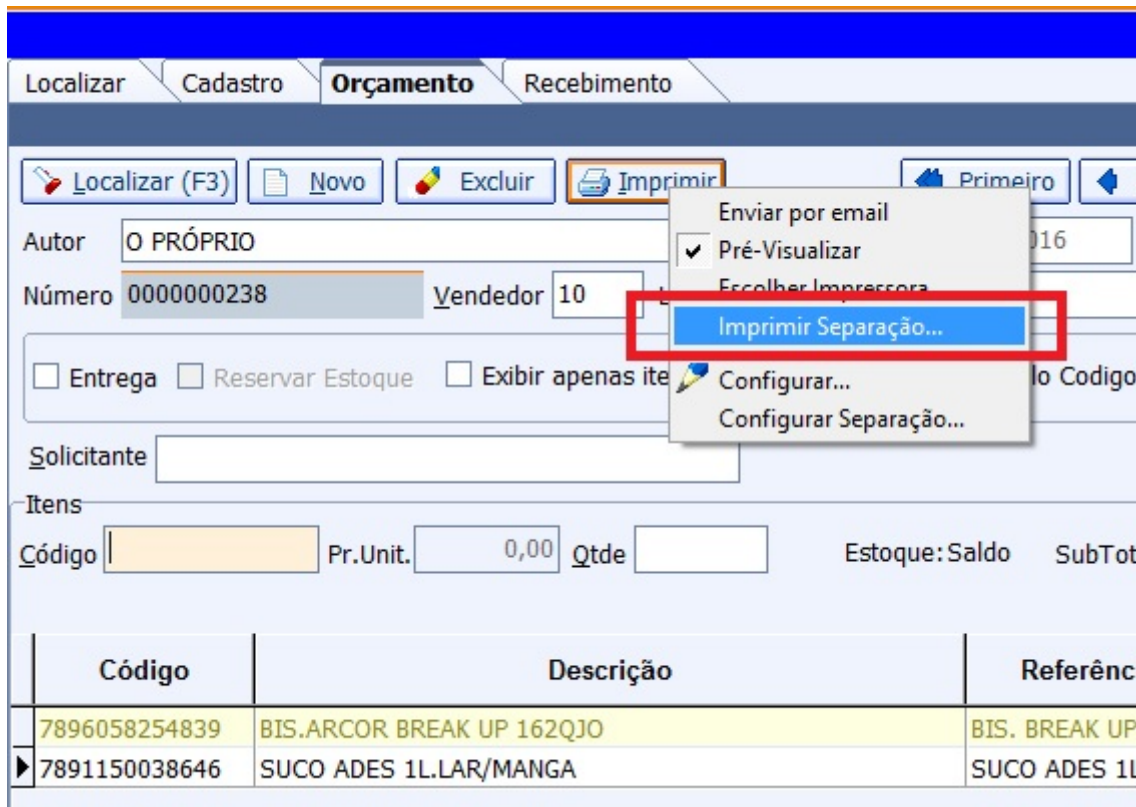 Localizar Cadastro Orçamento Recebimento
Localizar (F3) Novo Excluir Imprimir Primeiro
Enviar por email
Autor O PRÓPRIO 016
Pré-Visualizar
Número 0000000238 Vendedor 10 Escolher Impressora
Imprimir Separação...
Entrega Reservar Estoque Exibir apenas ite Configurar... lo Codigo
Configurar Separação...
Solicitante
Itens
Código Pr.Unit. 0,00 Qtde Estoque: Saldo SubTot
Código Descrição Referênc
7896058254839 BIS.ARCOR BREAK UP 162QJO BIS. BREAK UP
7891150038646 SUCO ADES 1L.LAR/MANGA SUCO ADES 1L